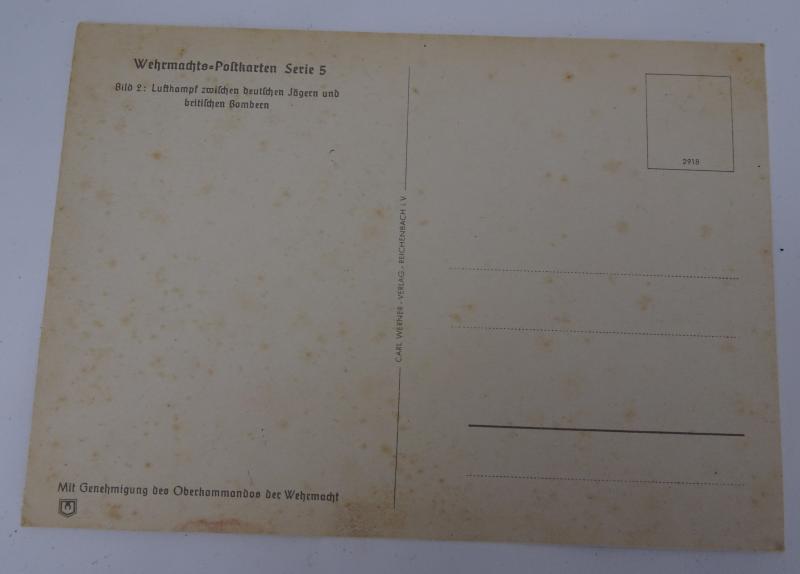 Wehrmachts-Postkarten Serie 5
Bild 2: Luftkampf zwischen deutschen Jägern und
britischen Bombern
2918
CARL WERNER - VERLAG - REICHENBACH i. V.
Mit Genehmigung des Oberkommandos der Wehrmacht